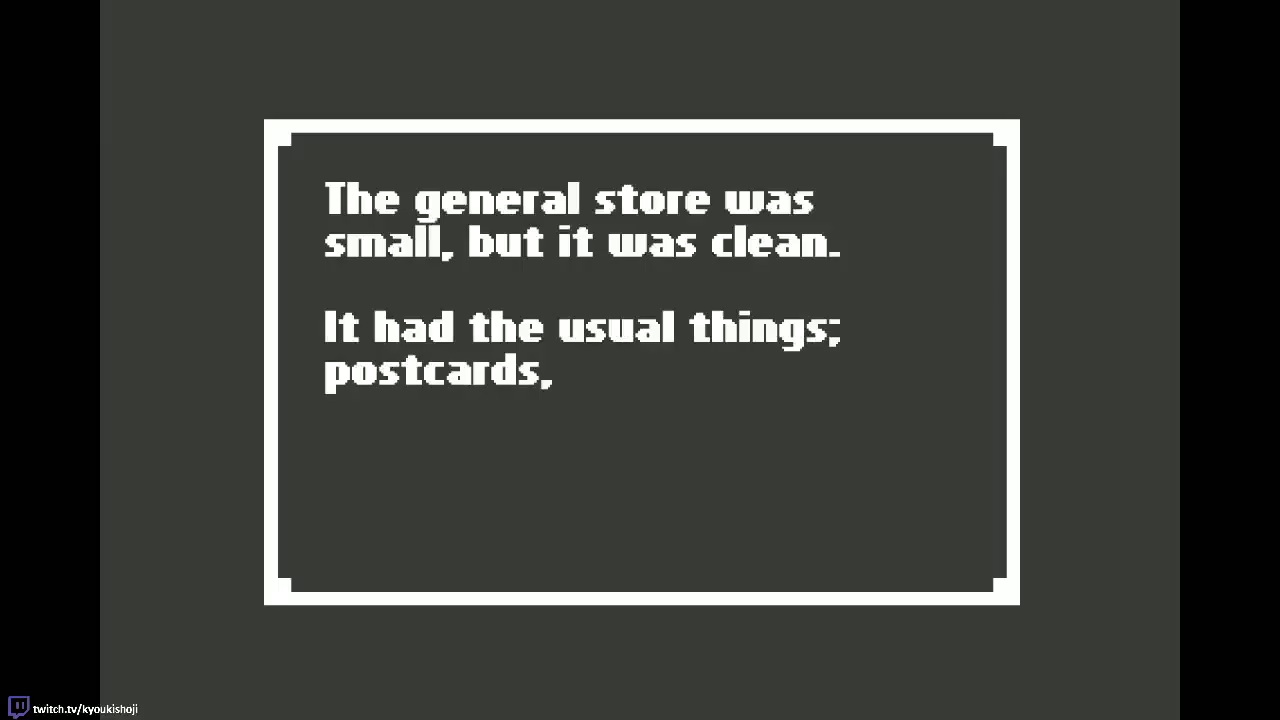 The general store was
small, but it was clean.
It had the usual things;
postcards,
twitch.tv/kyoukishoji